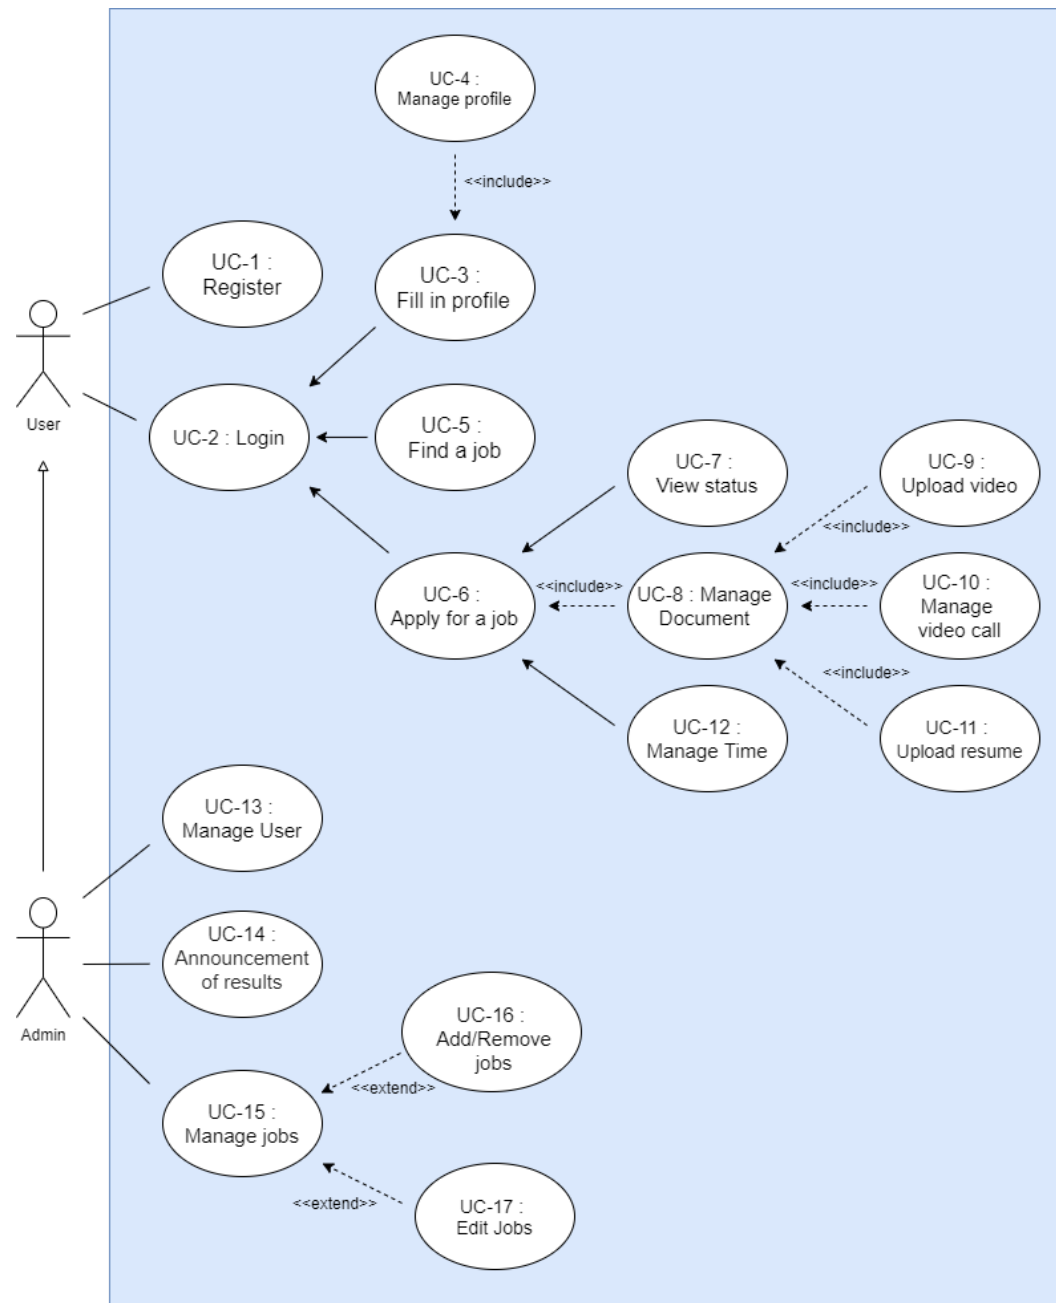 UC-4 :
Manage profile
<<include>>
UC-1 :
Register
UC-3 :
Fill in profile
User
UC-2 : Login
UC-5 :
Find a job
UC-7 :
View status
UC-9 :
Upload video
<<include>>
UC-6 :
Apply for a job
<<include>>
UC-8 : Manage
Document
<<include>>
UC-10 :
Manage
video call
<<include>>
UC-12 :
Manage Time
UC-11 :
Upload resume
UC-13 :
Manage User
UC-14 :
Announcement
of results
Admin
UC-16 :
Add/Remove
jobs
<<extend>>
UC-15 :
Manage jobs
<<extend>>
UC-17 :
Edit Jobs